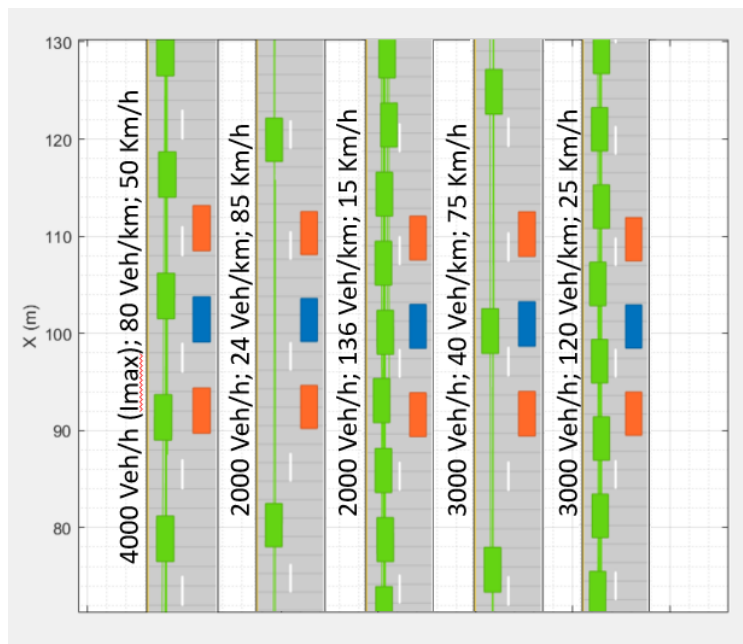 130
120
110
100
90
80
X (m)
4000 Veh/h (Imax); 80 Veh/km; 50 Km/h
2000 Veh/h; 24 Veh/km; 85 Km/h
2000 Veh/h; 136 Veh/km; 15 Km/h
3000 Veh/h; 40 Veh/km; 75 Km/h
3000 Veh/h; 120 Veh/km; 25 Km/h